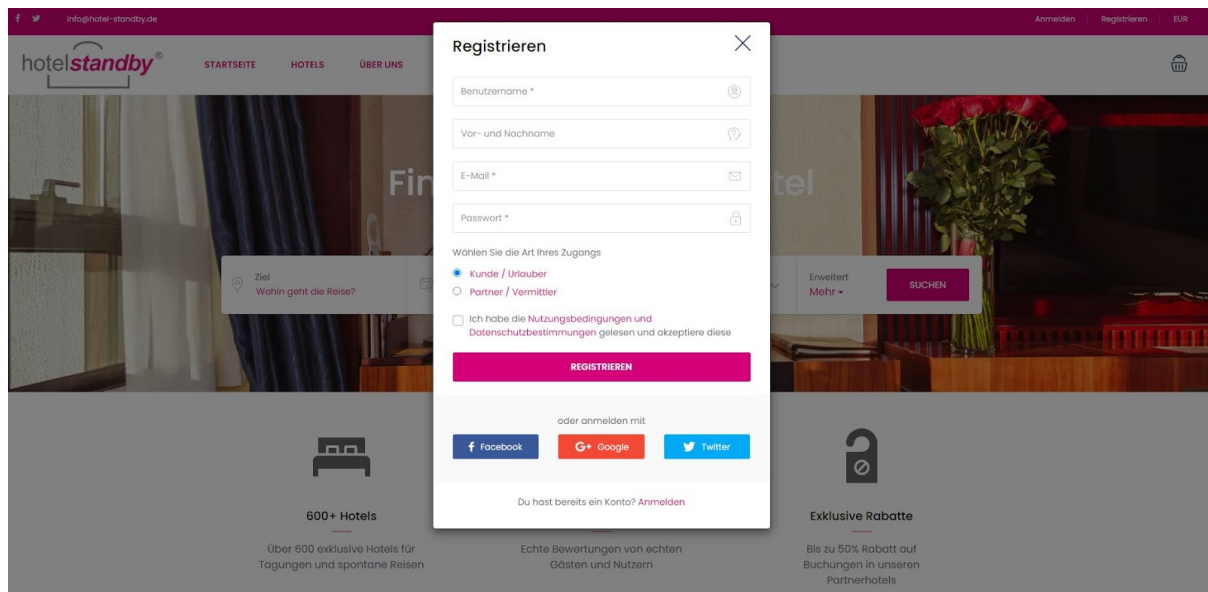 info@hotel-standby.de
Anmelden
Registrieren
EUR
hotelstandby®
STARTSEITE
HOTELS
ÜBER UNS
Registrieren
Benutzername *
Vor- und Nachname
E-Mail *
Passwort *
Wählen Sie die Art Ihres Zugangs
Kunde / Urlauber
Partner / Vermittler
Ich habe die Nutzungsbedingungen und
Datenschutzbestimmungen gelesen und akzeptiere diese
REGISTRIEREN
oder anmelden mit
Facebook
G+ Google
Twitter
Du hast bereits ein Konto? Anmelden
Fin
tel
Ziel
Wohin geht die Reise?
Erweitert
Mehr
SUCHEN
600+ Hotels
Über 600 exklusive Hotels für
Tagungen und spontane Reisen
Echte Bewertungen von echten
Gästen und Nutzern
Exklusive Rabatte
Bis zu 50% Rabatt auf
Buchungen in unseren
Partnerhotels